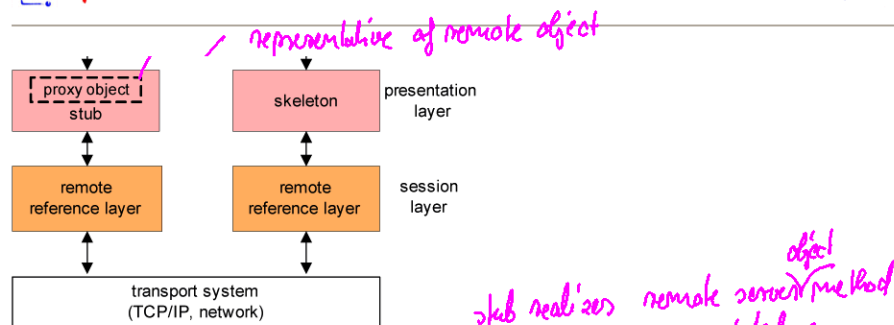 representative of remote object
proxy object
stub
skeleton
presentation
layer
remote
reference layer
remote
reference layer
session
layer
transport system
(TCP/IP, network)
object
stub realizes remote server method